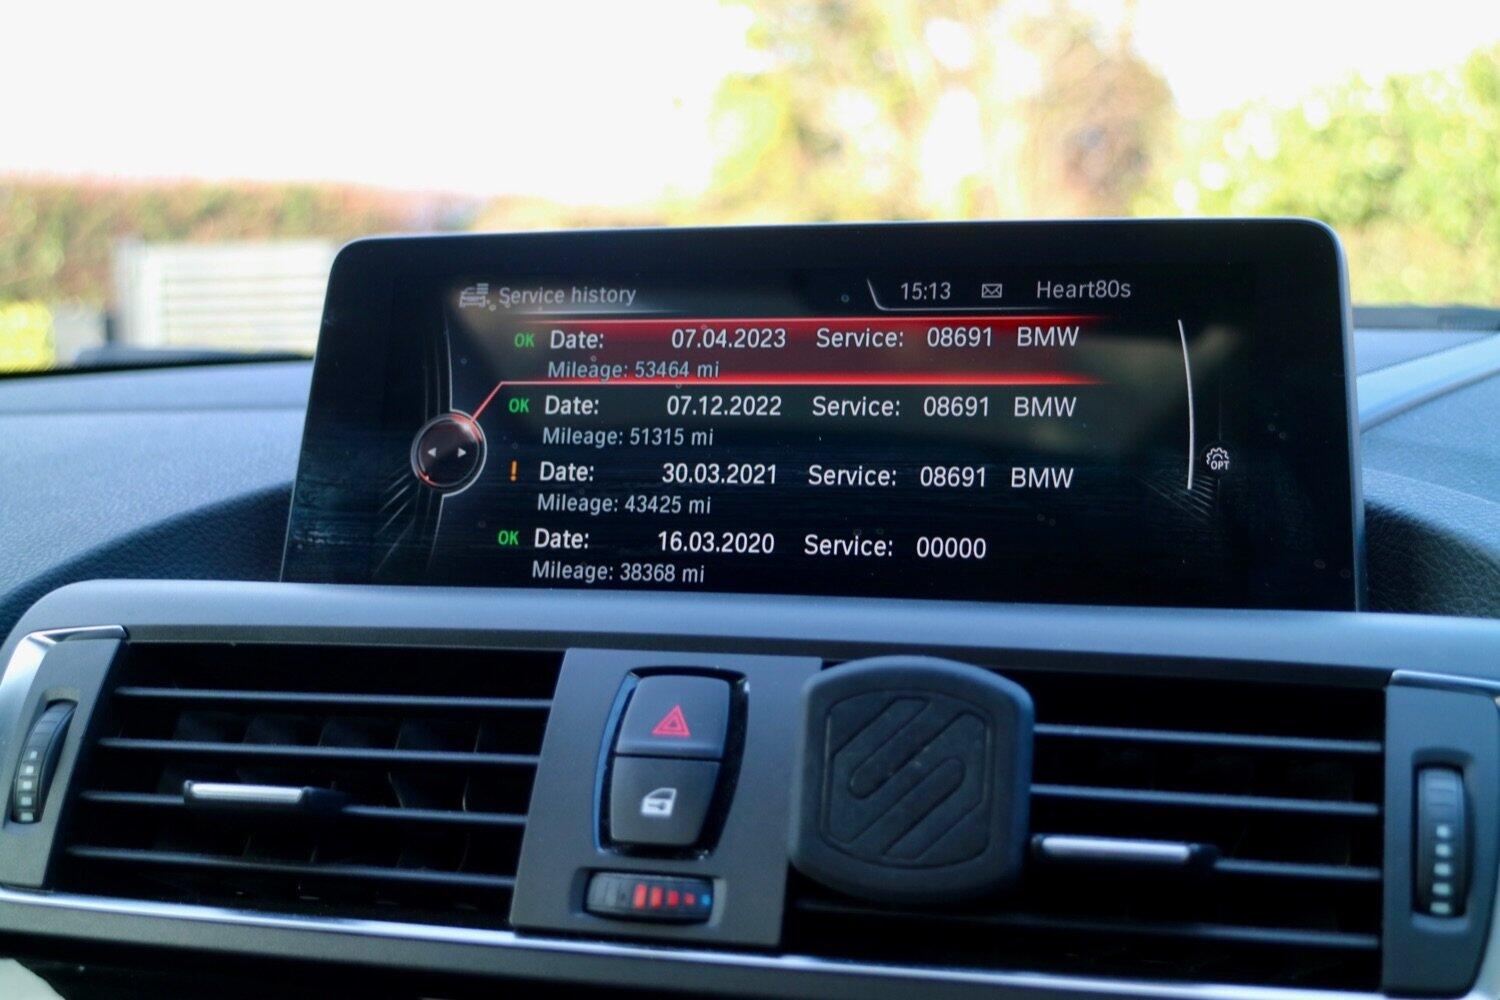 Service history 15:13 Heart80s
OK Date: 07.04.2023 Service: 08691 BMW
Mileage: 53464 mi
OK Date: 07.12.2022 Service: 08691 BMW
Mileage: 51315 mi
! Date: 30.03.2021 Service: 08691 BMW
Mileage: 43425 mi
OPT
OK Date: 16.03.2020 Service: 00000
Mileage: 38368 mi